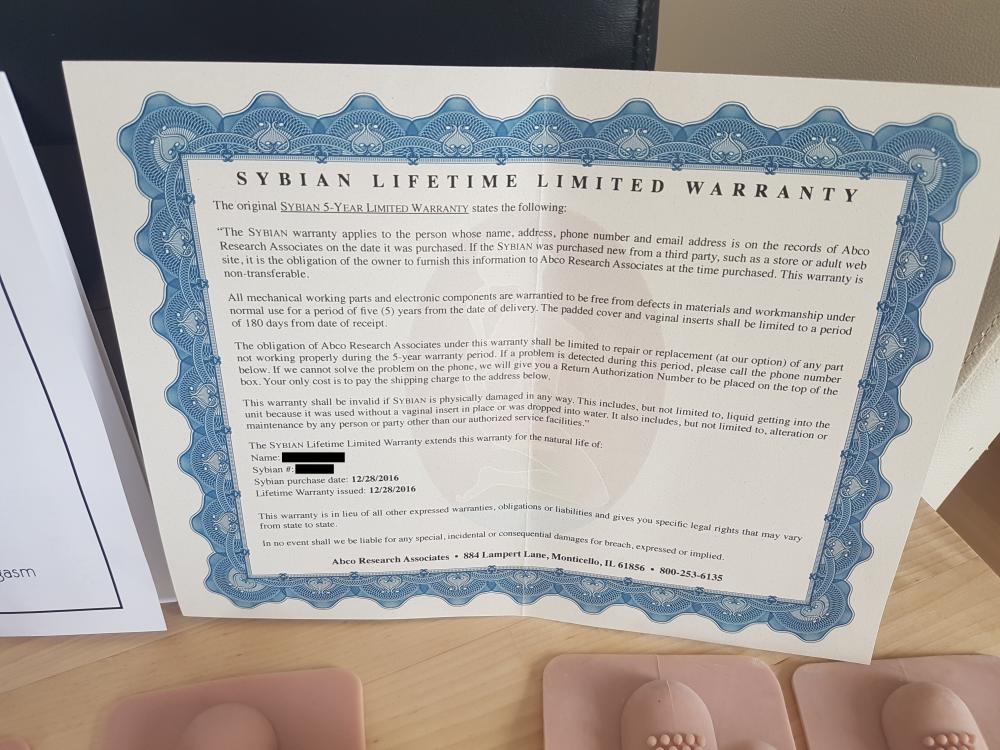 SYBIAN LIFETIME LIMITED WARRANTY
The original SYBIAN 5-YEAR LIMITED WARRANTY states the following:
“The SYBIAN warranty applies to the person whose name, address, phone number and email address is on the records of Abco
Research Associates on the date it was purchased. If the SYBIAN was purchased new from a third party, such as a store or adult web
site, it is the obligation of the owner to furnish this information to Abco Research Associates at the time purchased. This warranty is
non-transferable.
All mechanical working parts and electronic components are warrantied to be free from defects in materials and workmanship under
normal use for a period of five (5) years from the date of delivery. The padded cover and vaginal inserts shall be limited to a period
of 180 days from date of receipt.
The obligation of Abco Research Associates under this warranty shall be limited to repair or replacement (at our option) of any part
not working properly during the 5-year warranty period. If a problem is detected during this period, please call the phone number
below. If we cannot solve the problem on the phone, we will give you a Return Authorization Number to be placed on the top of the
box. Your only cost is to pay the shipping charge to the address below.
This warranty shall be invalid if SYBIAN is physically damaged in any way. This includes, but not limited to, liquid getting into the
unit because it was used without a vaginal insert in place or was dropped into water. It also includes, but not limited to, alteration or
maintenance by any person or party other than our authorized service facilities.”
The SYBIAN Lifetime Limited Warranty extends this warranty for the natural life of:
Name:
Sybian #:
Sybian purchase date: 12/28/2016
Lifetime Warranty issued: 12/28/2016
This warranty is in lieu of all other expressed warranties, obligations or liabilities and gives you specific legal rights that may vary
from state to state.
In no event shall we be liable for any special, incidental or consequential damages for breach, expressed or implied.
Abco Research Associates • 884 Lampert Lane, Monticello, IL 61856 • 800-253-6135
gasm